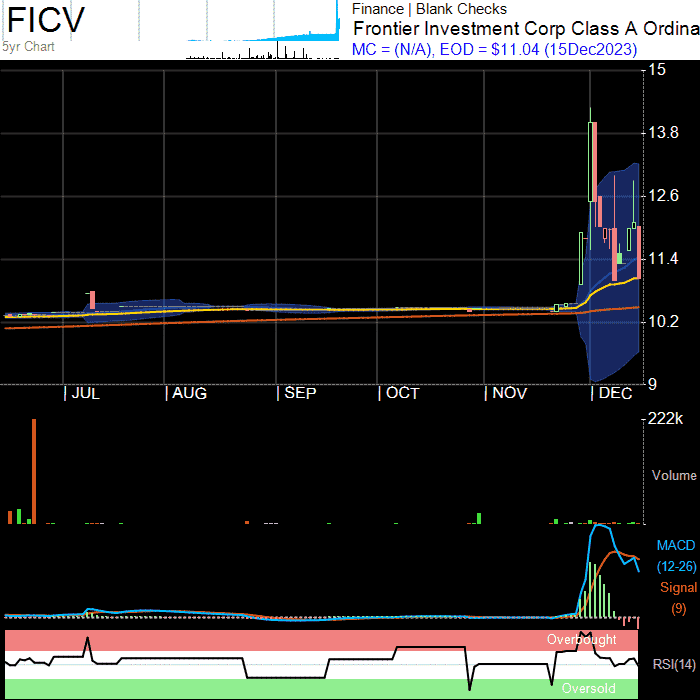 FICV
5yr Chart
Finance | Blank Checks
Frontier Investment Corp Class A Ordina
MC = (N/A), EOD = $11.04 (15Dec2023)
15
13.8
12.6
11.4
10.2
9
| JUL | AUG | SEP | OCT | NOV | DEC
222k
Volume
MACD
(12-26)
Signal
(9)
Overbought
RSI(14)
Oversold